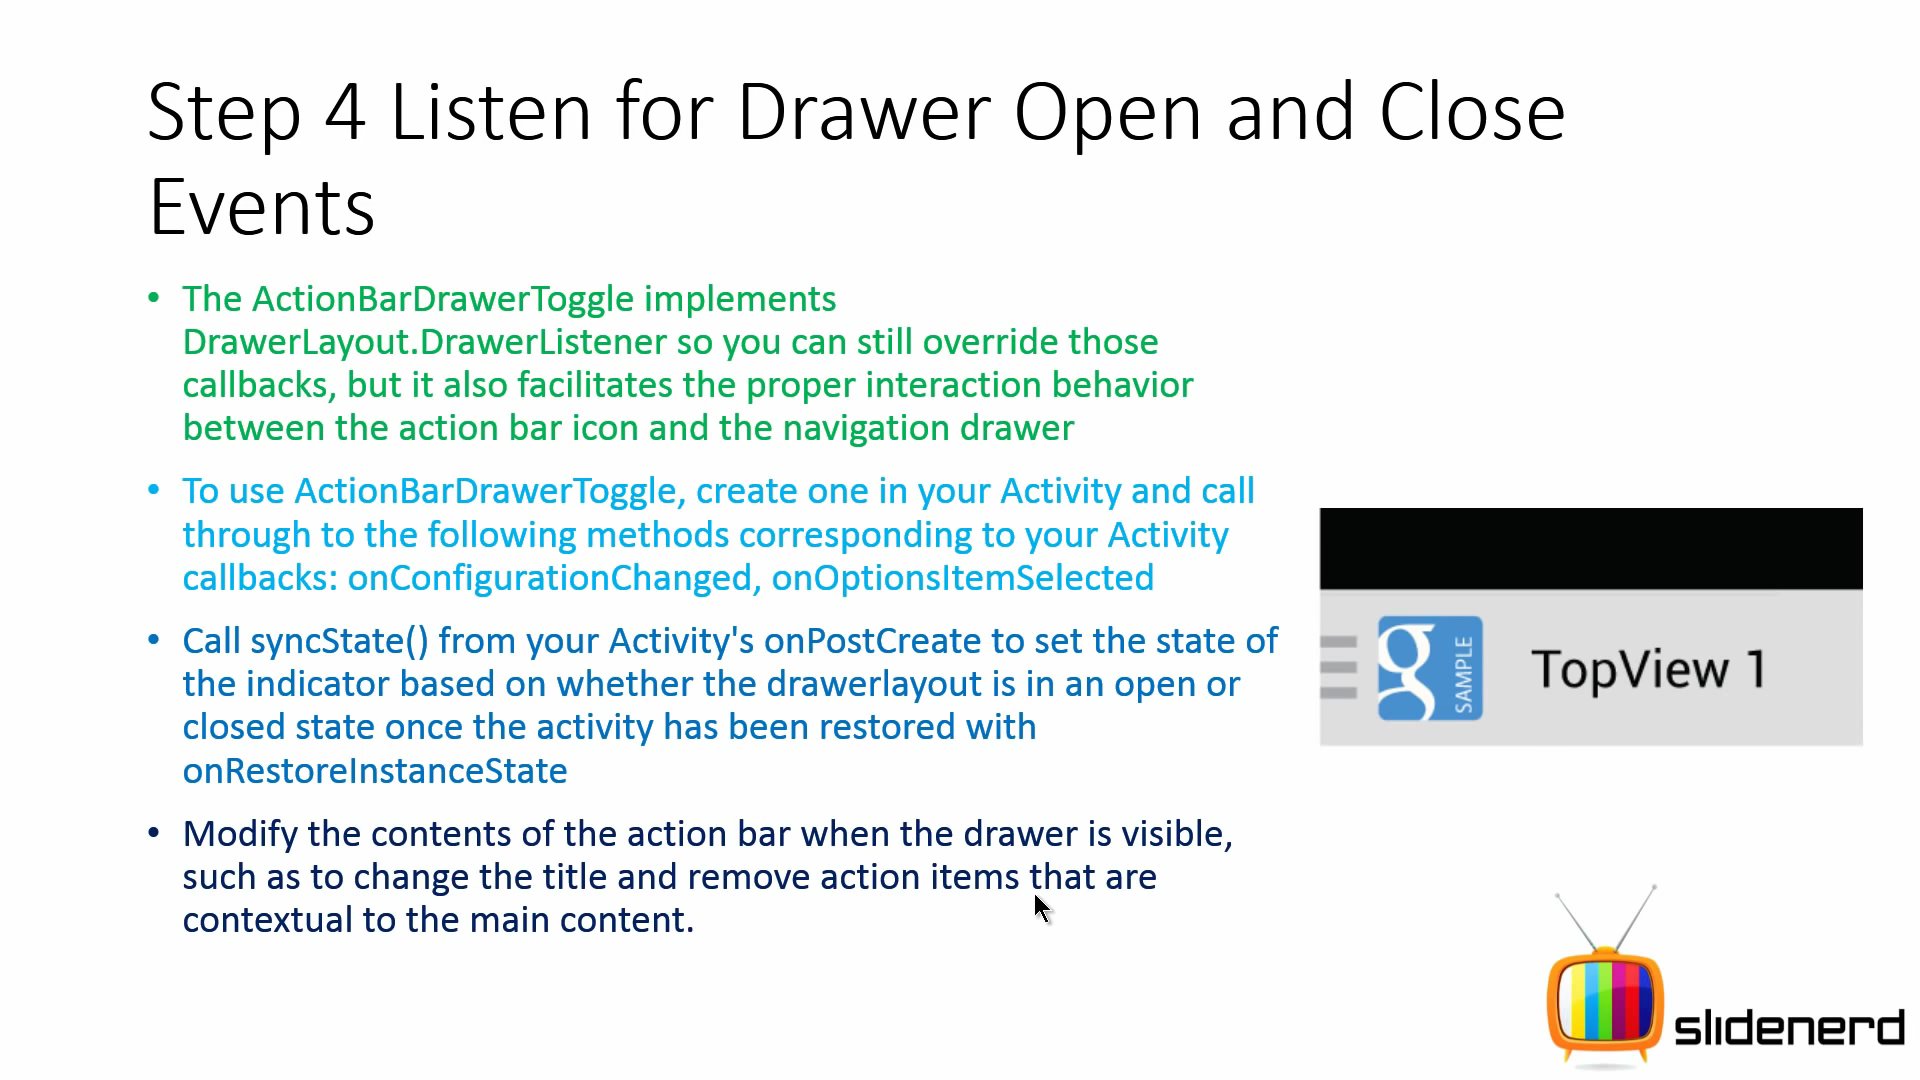 Step 4 Listen for Drawer Open and Close
Events
• The ActionBarDrawerToggle implements
DrawerLayout.DrawerListener so you can still override those
callbacks, but it also facilitates the proper interaction behavior
between the action bar icon and the navigation drawer
• To use ActionBarDrawerToggle, create one in your Activity and call
through to the following methods corresponding to your Activity
callbacks: onConfigurationChanged, onOptionsItemSelected
• Call syncState() from your Activity's onPostCreate to set the state of
the indicator based on whether the drawerlayout is in an open or
closed state once the activity has been restored with
onRestoreInstanceState
• Modify the contents of the action bar when the drawer is visible,
such as to change the title and remove action items that are
contextual to the main content.
g SAMPLE TopView 1
slidenerd